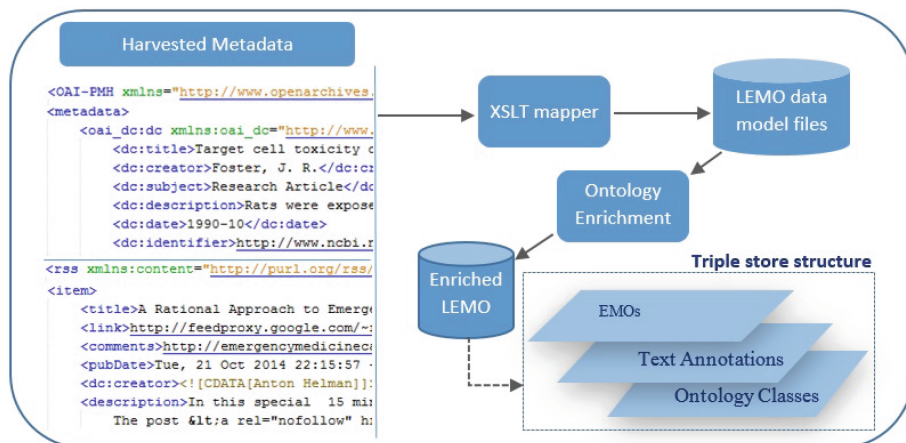 Harvested Metadata
<OAI-PMH xmlns="http://www.openarchives.
<metadata>
<oai_dc:dc xmlns:oai_dc="http://www.
<dc:title>Target cell toxicity
<dc:creator>Foster, J. R.</dc:cr
<dc:subject>Research Article</d
<dc:description>Rats were expose
<dc:date>1990-10</dc:date>
<dc:identifier>http://www.ncbi.n
<rss xmlns:content="http://purl.org/rss/
<item>
<title>A Rational Approach to Emerge
<link>http://feedproxy.google.com/~
<comments>http://emergencymedicineca
<pubDate>Tue, 21 Oct 2014 22:15:57
<dc:creator><![CDATA[Anton Helman]]>
<description>In this special 15 min
The post &lt;a rel="nofollow" h
XSLT mapper
LEMO data
model files
Ontology
Enrichment
Enriched
LEMO
Triple store structure
EMOs
Text Annotations
Ontology Classes